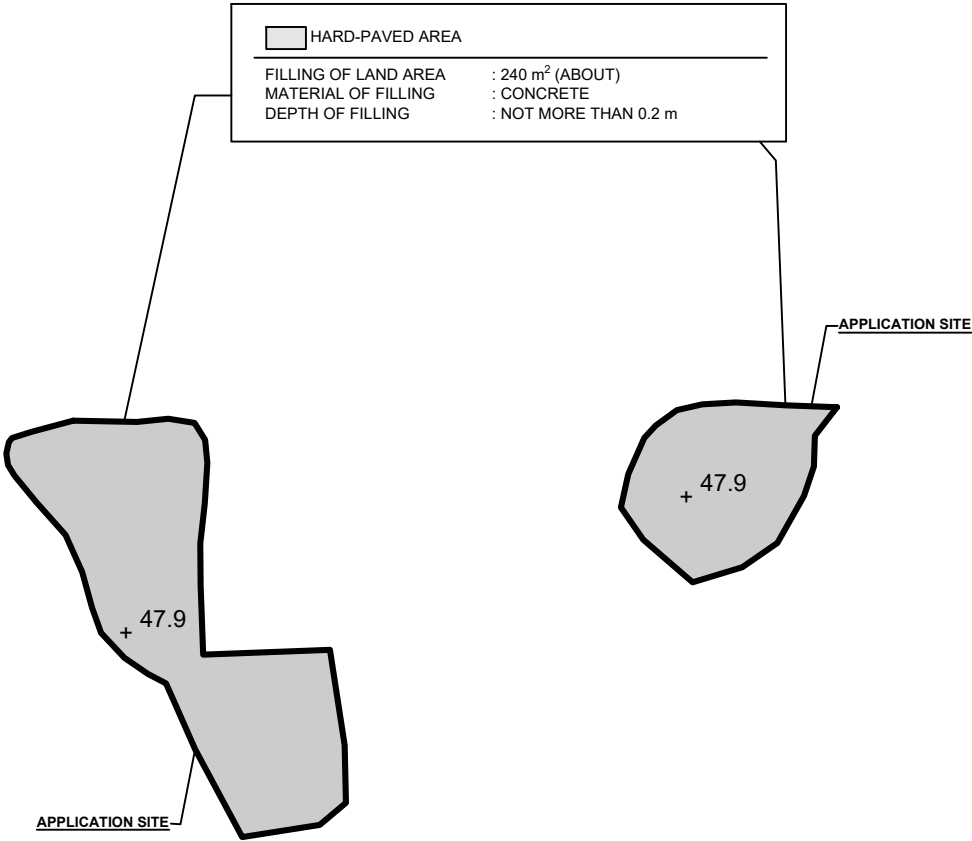 HARD-PAVED AREA
FILLING OF LAND AREA : 240 m² (ABOUT)
MATERIAL OF FILLING : CONCRETE
DEPTH OF FILLING : NOT MORE THAN 0.2 m
APPLICATION SITE
+ 47.9
+ 47.9
APPLICATION SITE